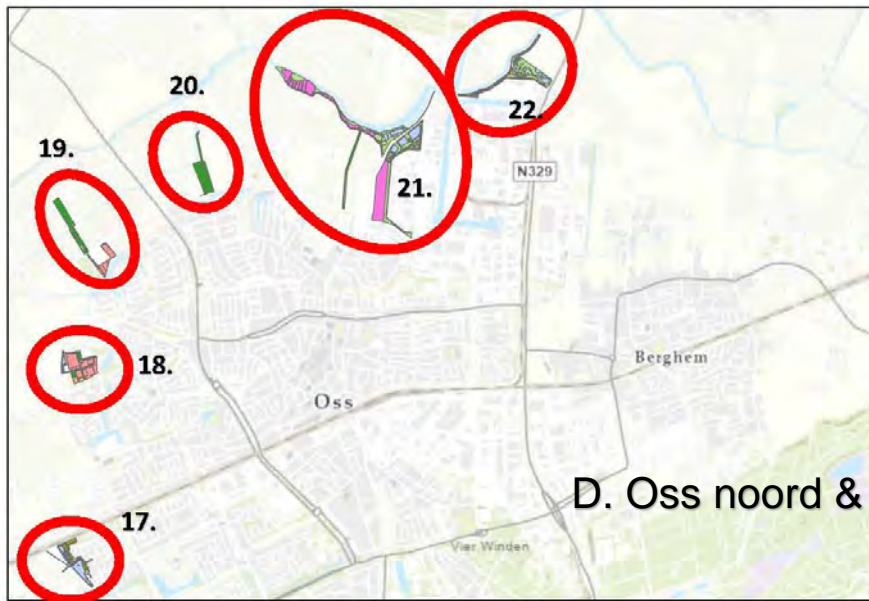 20.
22.
19.
21.
N329
18.
Berghem
Oss
D. Oss noord &
17.
Vier Winden